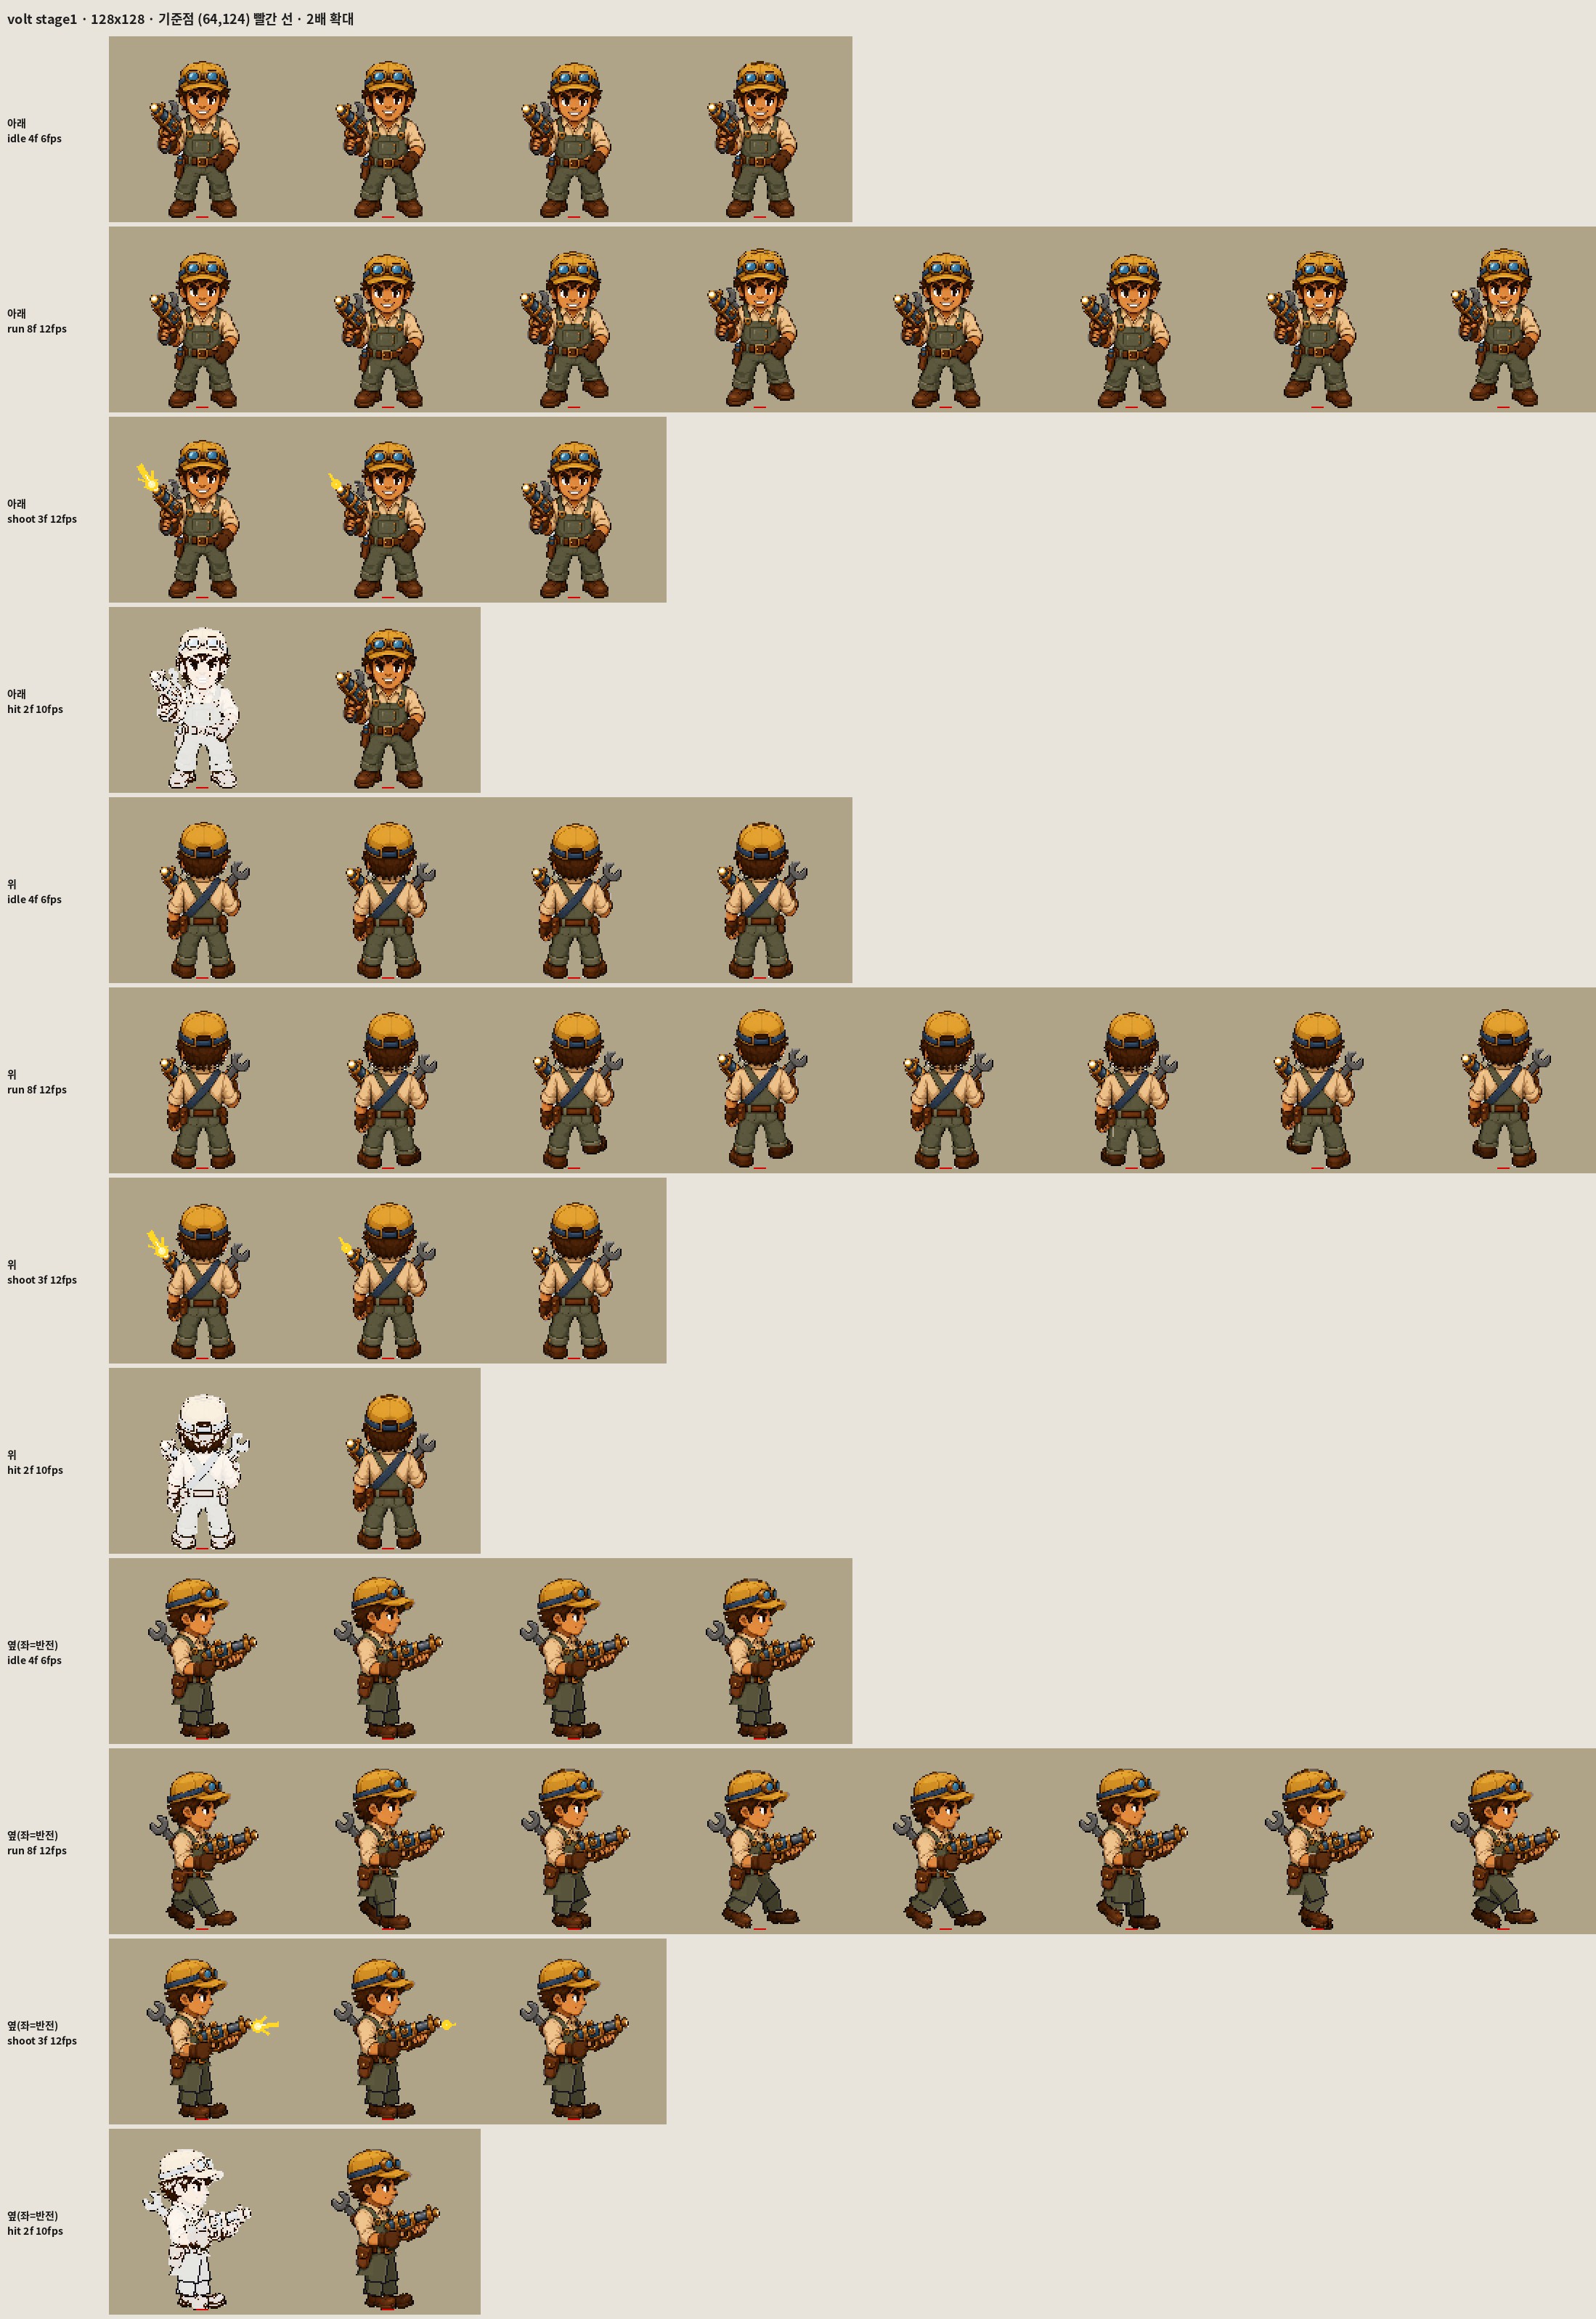 volt stage1 · 128x128 · 기준점 (64,124) 빨간 선 · 2배 확대
아래
idle 4f 6fps
아래
run 8f 12fps
아래
shoot 3f 12fps
아래
hit 2f 10fps
위
idle 4f 6fps
위
run 8f 12fps
위
shoot 3f 12fps
위
hit 2f 10fps
옆(좌=반전)
idle 4f 6fps
옆(좌=반전)
run 8f 12fps
옆(좌=반전)
shoot 3f 12fps
옆(좌=반전)
hit 2f 10fps